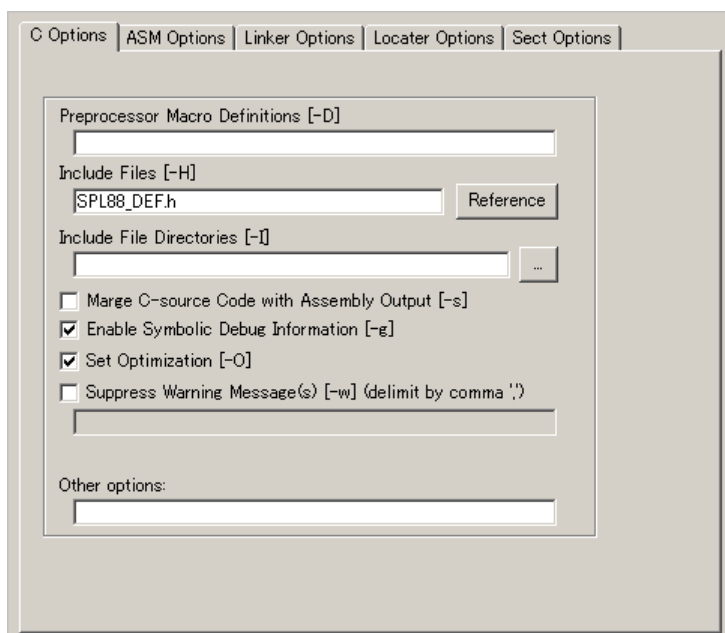 C Options ASM Options Linker Options Locater Options Sect Options
Preprocessor Macro Definitions [-D]
Include Files [-H]
SPL88_DEF.h Reference
Include File Directories [-I]
...
Marge C-source Code with Assembly Output [-s]
Enable Symbolic Debug Information [-g]
Set Optimization [-O]
Suppress Warning Message(s) [-w] (delimit by comma ',')
Other options: